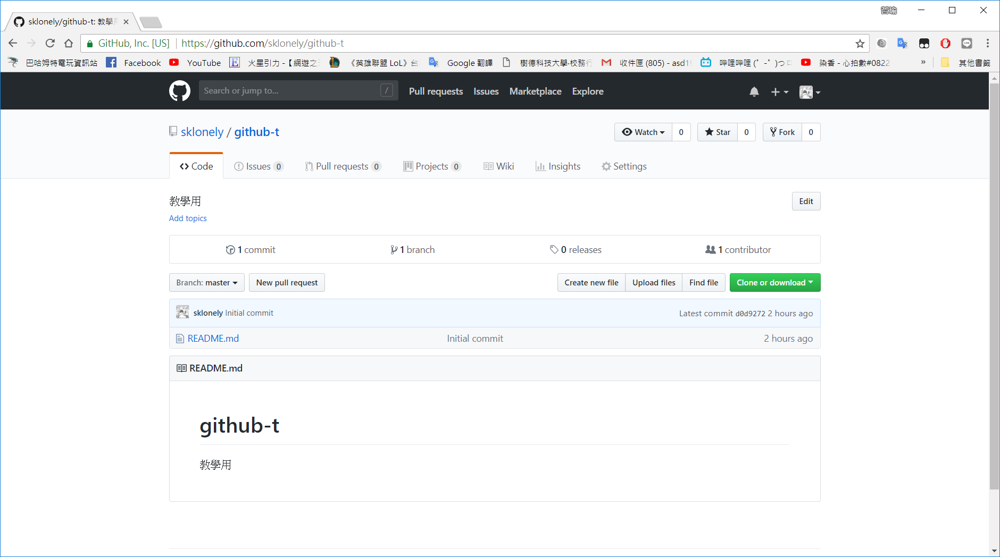 哲瑜
sklonely/github-t: 教學用
GitHub, Inc. [US] https://github.com/sklonely/github-t
巴哈姆特電玩資訊站 Facebook YouTube 火星引力 -【網遊之 《英雄聯盟 LoL》台 Google 翻譯 樹德科技大學-校務行 收件匣 (805) - asd19 哔哩哔哩 (゜-゜)つロ 染香 - 心拍數#0822 » 其他書籤
Search or jump to... / Pull requests Issues Marketplace Explore
sklonely / github-t Watch 0 Star 0 Fork 0
Code Issues 0 Pull requests 0 Projects 0 Wiki Insights Settings
教學用 Edit
Add topics
1 commit 1 branch 0 releases 1 contributor
Branch: master New pull request Create new file Upload files Find file Clone or download
sklonely Initial commit Latest commit d0d9272 2 hours ago
README.md Initial commit 2 hours ago
README.md
github-t
教學用